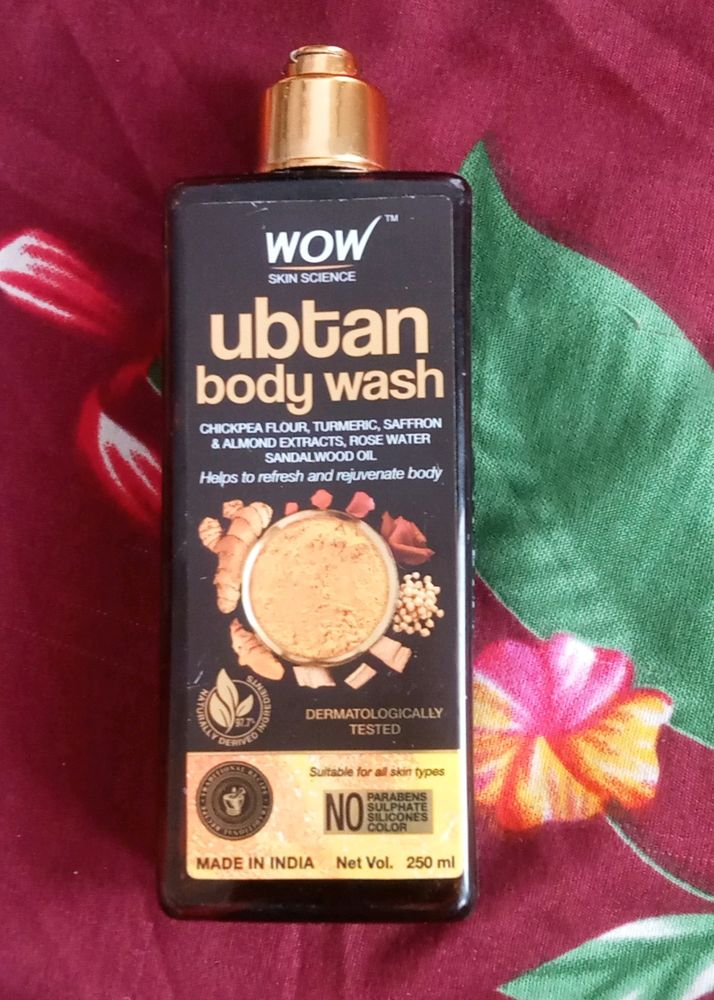 WOW™
SKIN SCIENCE
ubtan
body wash
CHICKPEA FLOUR, TURMERIC, SAFFRON
& ALMOND EXTRACTS, ROSE WATER
SANDALWOOD OIL
Helps to refresh and rejuvenate body
97.7%
NATURALLY DERIVED INGREDIENTS
DERMATOLOGICALLY
TESTED
Suitable for all skin types
NO PARABENS
SULPHATE
SILICONES
COLOR
MADE IN INDIA Net Vol. 250 ml